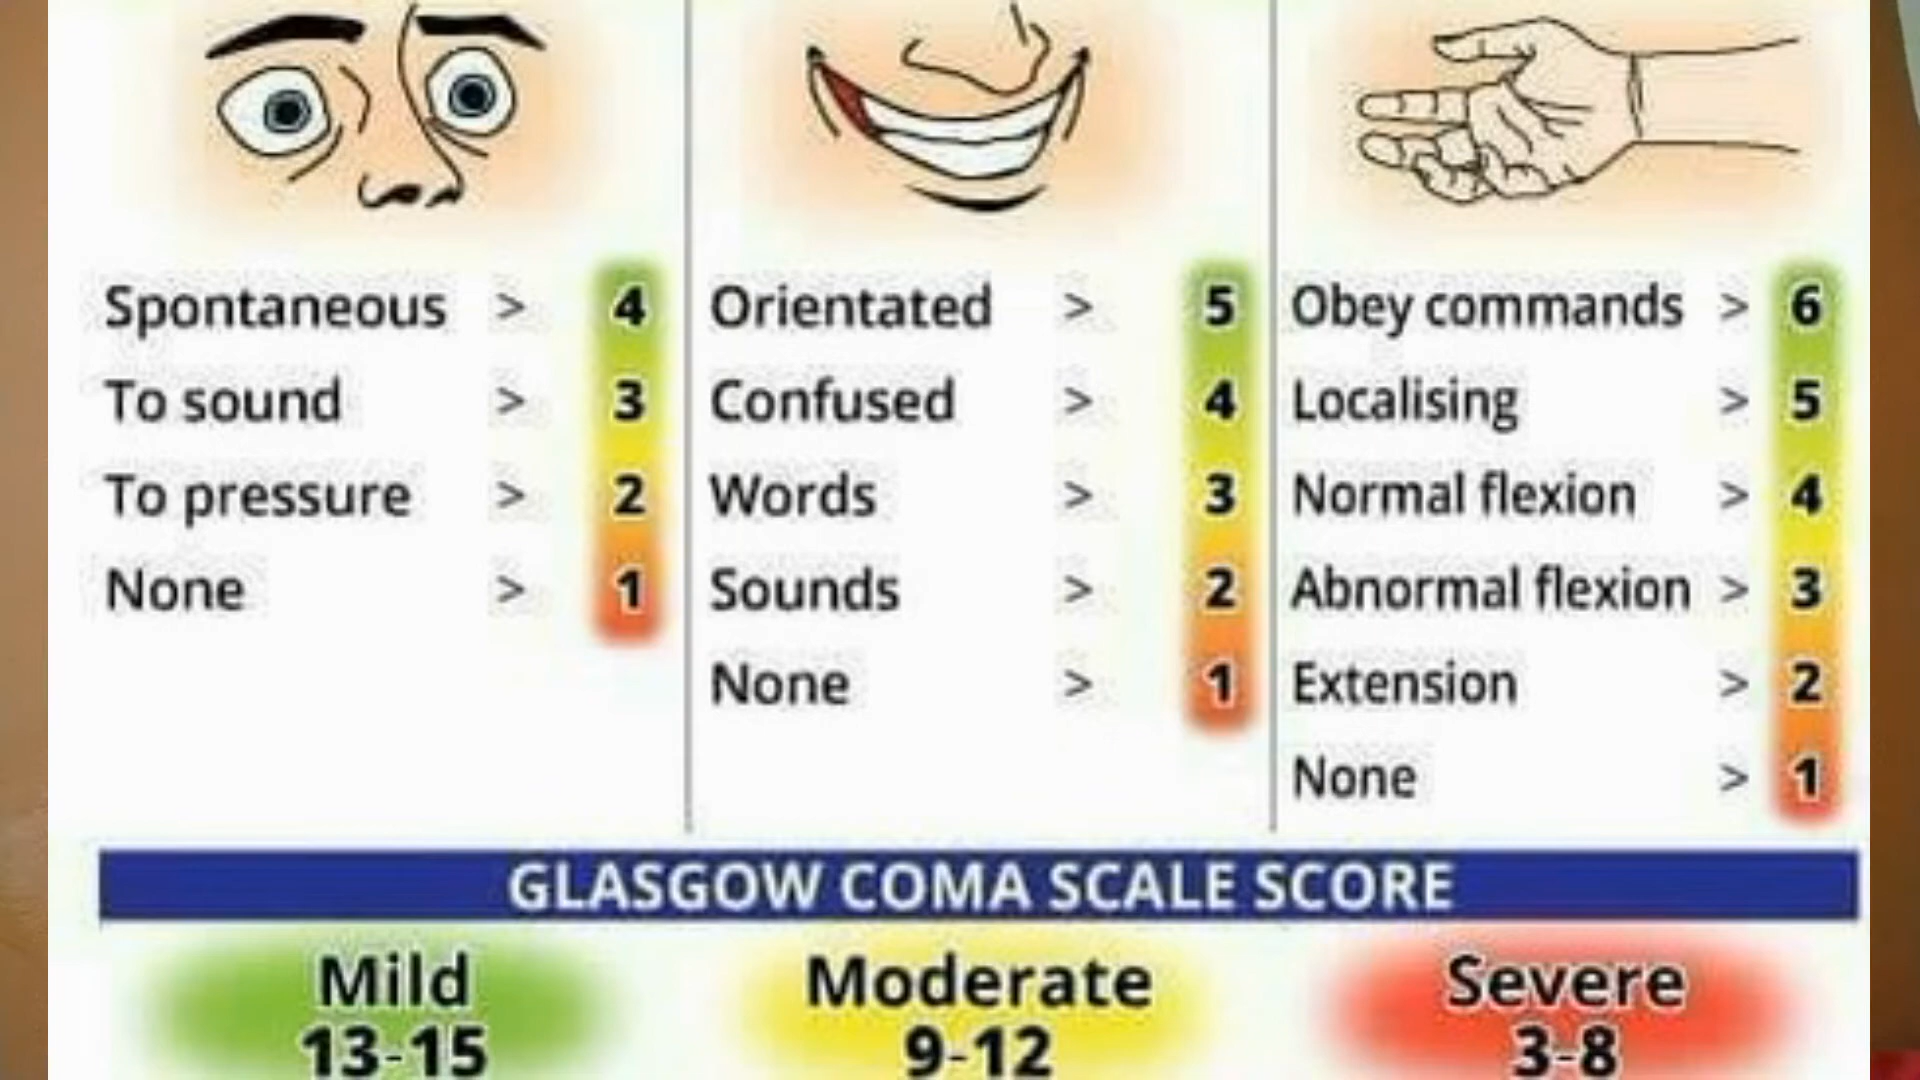 Spontaneous > 4
To sound > 3
To pressure > 2
None > 1
Orientated > 5
Confused > 4
Words > 3
Sounds > 2
None > 1
Obey commands > 6
Localising > 5
Normal flexion > 4
Abnormal flexion > 3
Extension > 2
None > 1
GLASGOW COMA SCALE SCORE
Mild
13-15
Moderate
9-12
Severe
3-8